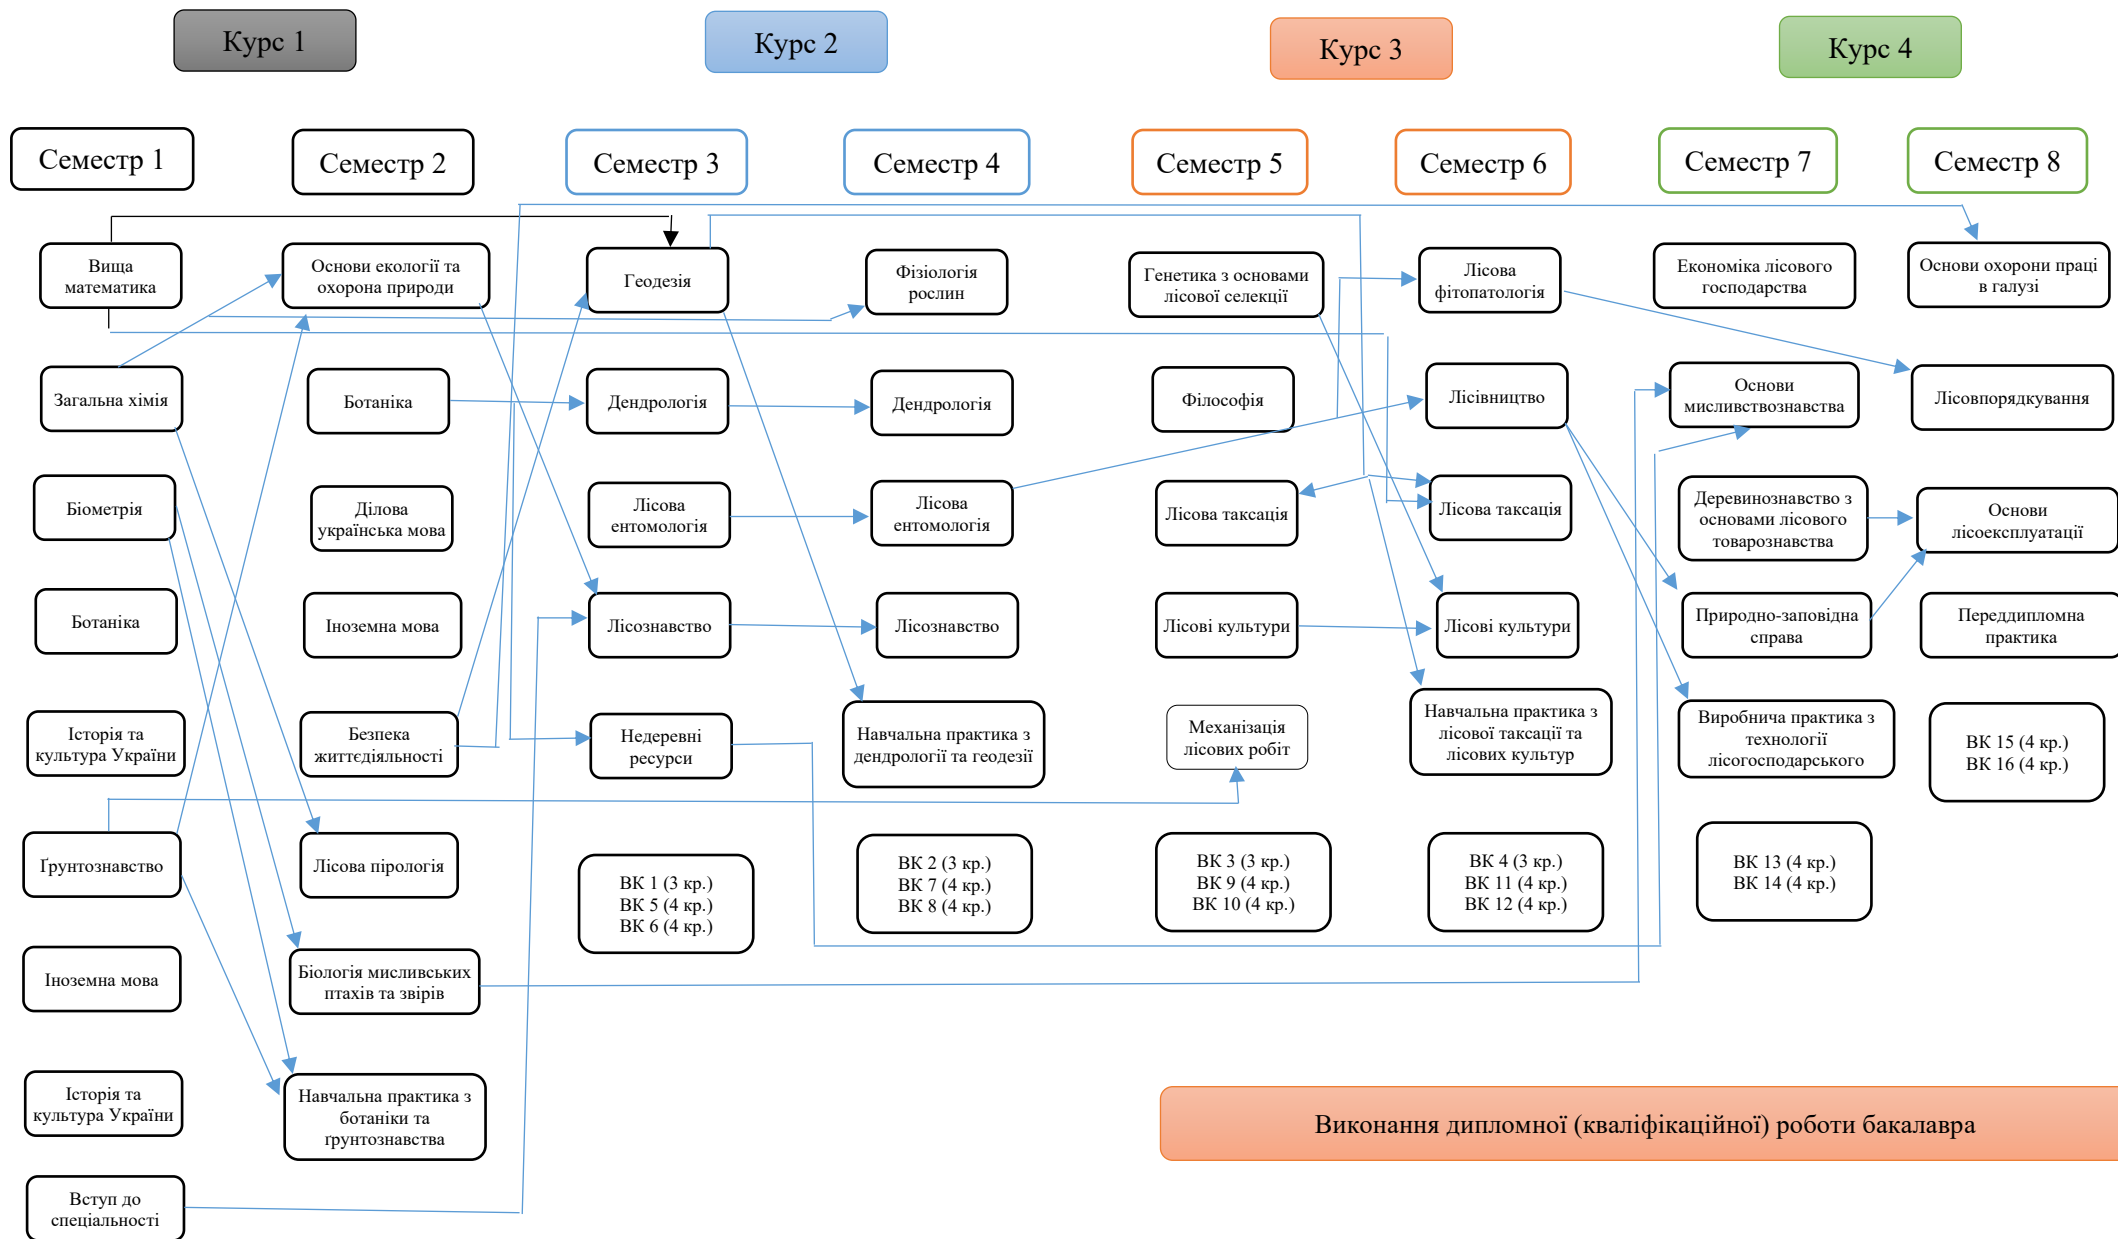 Курс 1
Курс 2
Курс 3
Курс 4
Семестр 1
Семестр 2
Семестр 3
Семестр 4
Семестр 5
Семестр 6
Семестр 7
Семестр 8
Вища
математика
Основи екології та
охорона природи
Геодезія
Фізіологія
рослин
Генетика з основами
лісової селекції
Лісова
фітопатологія
Економіка лісового
господарства
Основи охорони праці
в галузі
Загальна хімія
Ботаніка
Дендрологія
Дендрологія
Філософія
Лісівництво
Основи
мисливствознавства
Лісовпорядкування
Біометрія
Ділова
українська мова
Лісова
ентомологія
Лісова
ентомологія
Лісова таксація
Лісова таксація
Деревинознавство з
основами лісового
товарознавства
Основи
лісоексплуатації
Ботаніка
Іноземна мова
Лісознавство
Лісознавство
Лісові культури
Лісові культури
Природно-заповідна
справа
Переддипломна
практика
Історія та
культура України
Безпека
життєдіяльності
Недеревні
ресурси
Навчальна практика з
дендрології та геодезії
Механізація
лісових робіт
Навчальна практика з
лісової таксації та
лісових культур
Виробнича практика з
технології
лісогосподарського
ВК 15 (4 кр.)
ВК 16 (4 кр.)
Ґрунтознавство
Лісова пірологія
ВК 1 (3 кр.)
ВК 5 (4 кр.)
ВК 6 (4 кр.)
ВК 2 (3 кр.)
ВК 7 (4 кр.)
ВК 8 (4 кр.)
ВК 3 (3 кр.)
ВК 9 (4 кр.)
ВК 10 (4 кр.)
ВК 4 (3 кр.)
ВК 11 (4 кр.)
ВК 12 (4 кр.)
ВК 13 (4 кр.)
ВК 14 (4 кр.)
Іноземна мова
Біологія мисливських
птахів та звірів
Історія та
культура України
Навчальна практика з
ботаніки та
ґрунтознавства
Виконання дипломної (кваліфікаційної) роботи бакалавра
Вступ до
спеціальності